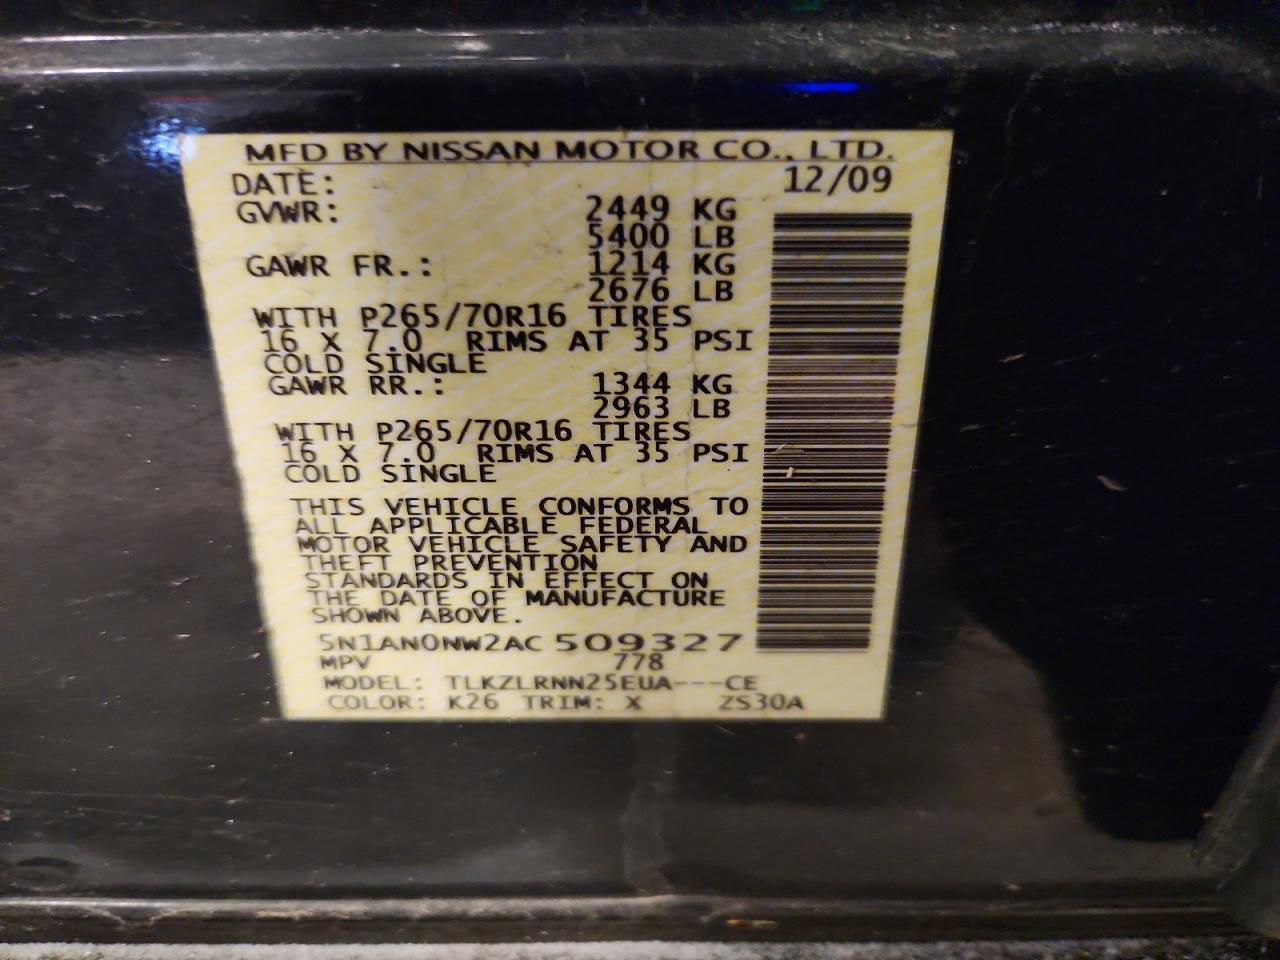 MFD BY NISSAN MOTOR CO., LTD.
DATE: 12/09
GVWR: 2449 KG
5400 LB
GAWR FR.: 1214 KG
2676 LB
WITH P265/70R16 TIRES
16 X 7.0 RIMS AT 35 PSI
COLD SINGLE
GAWR RR.: 1344 KG
2963 LB
WITH P265/70R16 TIRES
16 X 7.0 RIMS AT 35 PSI
COLD SINGLE
THIS VEHICLE CONFORMS TO
ALL APPLICABLE FEDERAL
MOTOR VEHICLE SAFETY AND
THEFT PREVENTION
STANDARDS IN EFFECT ON
THE DATE OF MANUFACTURE
SHOWN ABOVE.
5N1AN0NW2AC509327
MPV 778
MODEL: TLKZLRNN25EUA---CE
COLOR: K26 TRIM: X ZS30A